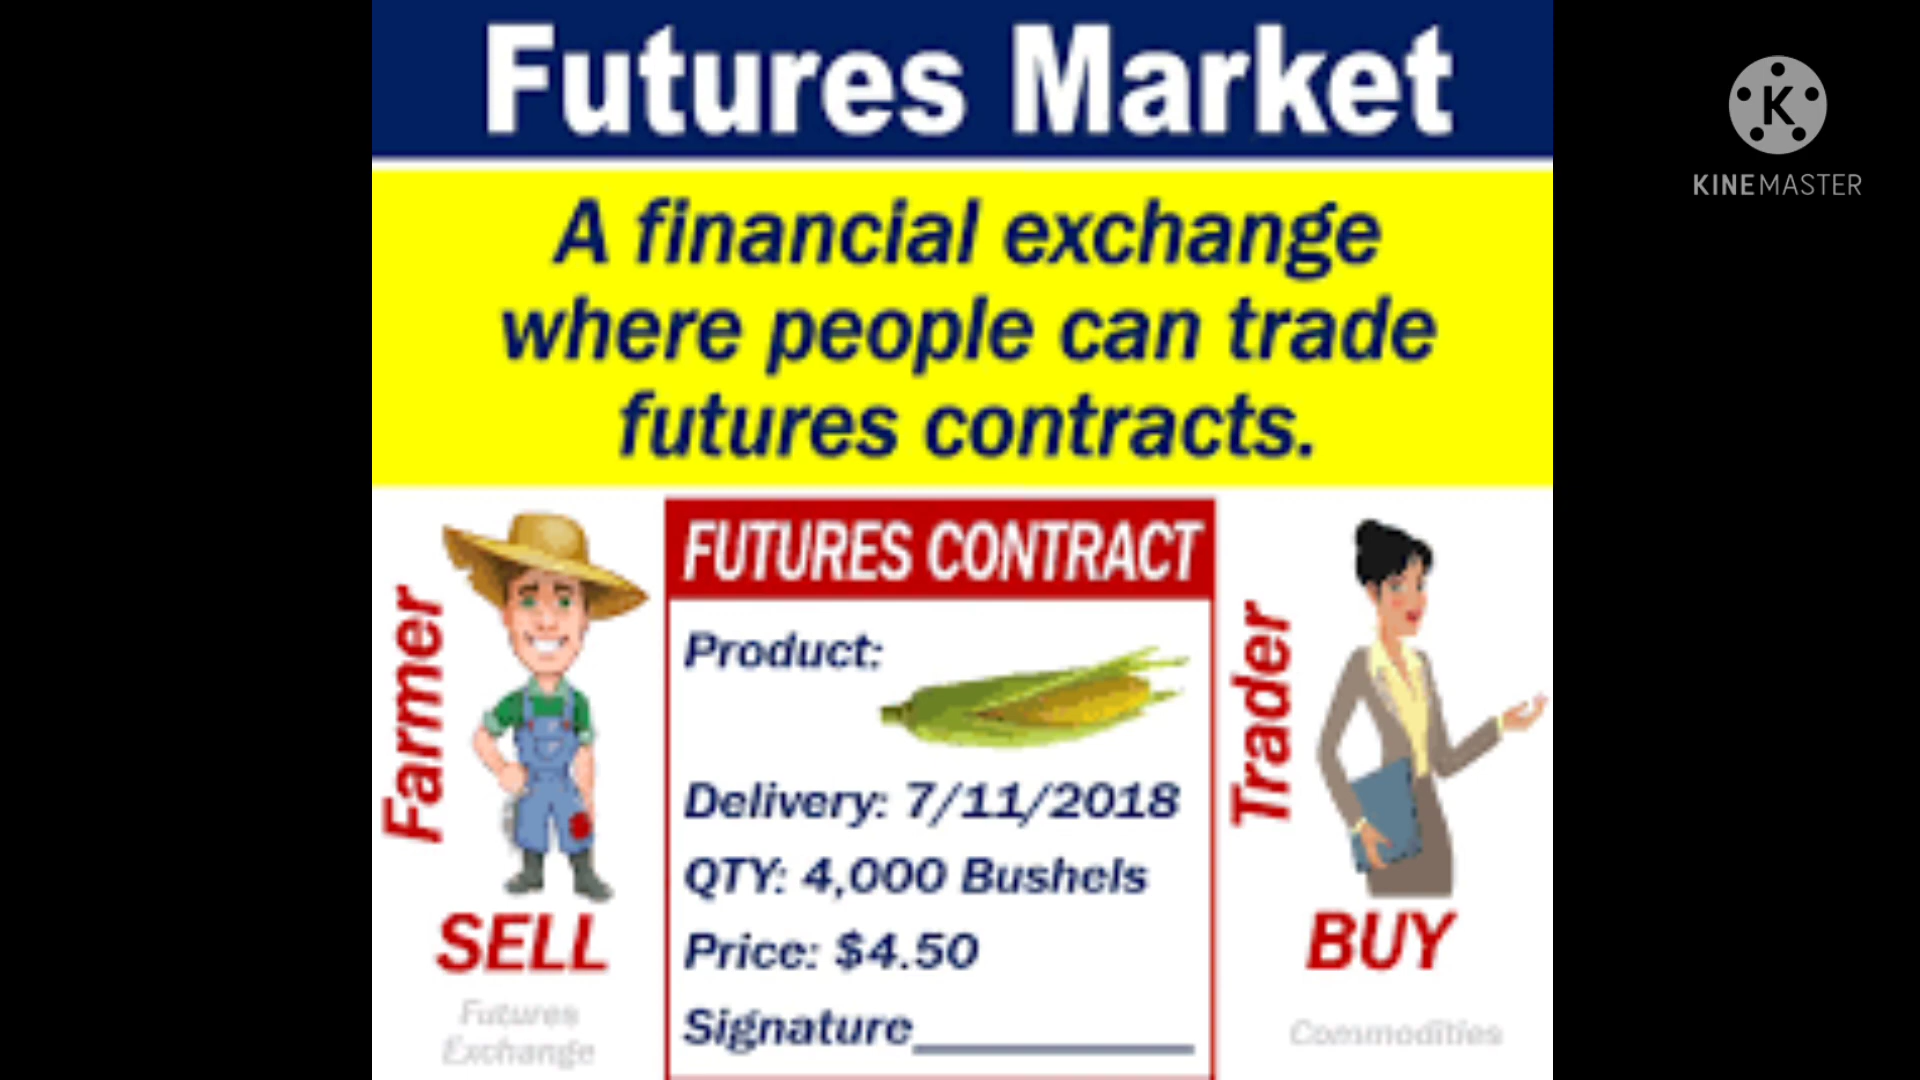 Futures Market
KINEMASTER
A financial exchange
where people can trade
futures contracts.
Farmer
SELL
Futures
Exchange
FUTURES CONTRACT
Product:
Delivery: 7/11/2018
QTY: 4,000 Bushels
Price: $4.50
Signature
Trader
BUY
Commodities